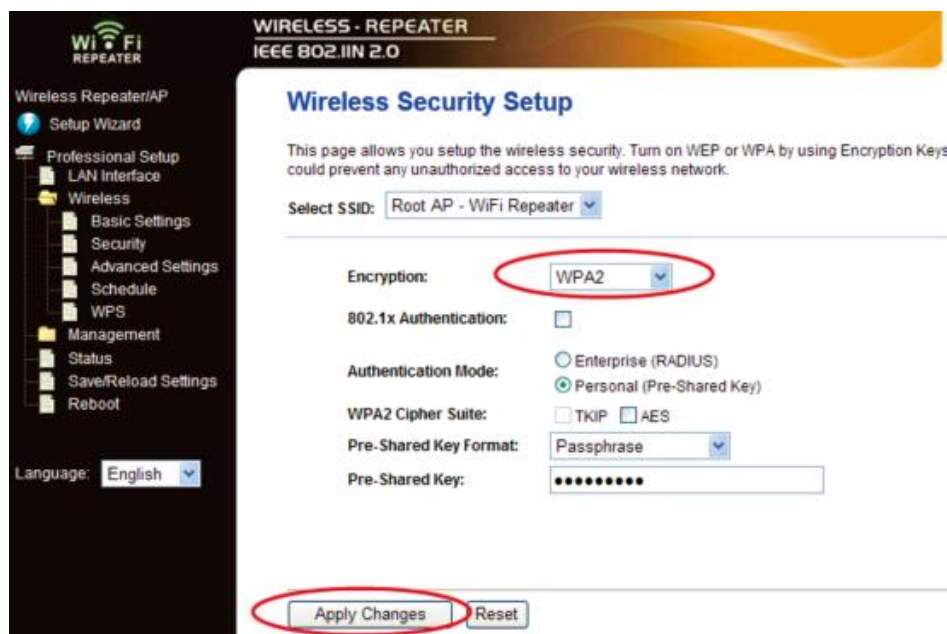 Wi Fi
REPEATER
WIRELESS - REPEATER
IEEE 802.11N 2.0
Wireless Repeater/AP
Setup Wizard
Professional Setup
LAN Interface
Wireless
Basic Settings
Security
Advanced Settings
Schedule
WPS
Management
Status
Save/Reload Settings
Reboot
Language: English
Wireless Security Setup
This page allows you setup the wireless security. Turn on WEP or WPA by using Encryption Keys
could prevent any unauthorized access to your wireless network.
Select SSID: Root AP - WiFi Repeater
Encryption: WPA2
802.1x Authentication:
Authentication Mode: Enterprise (RADIUS)
Personal (Pre-Shared Key)
WPA2 Cipher Suite: TKIP AES
Pre-Shared Key Format: Passphrase
Pre-Shared Key: •••••••••
Apply Changes Reset